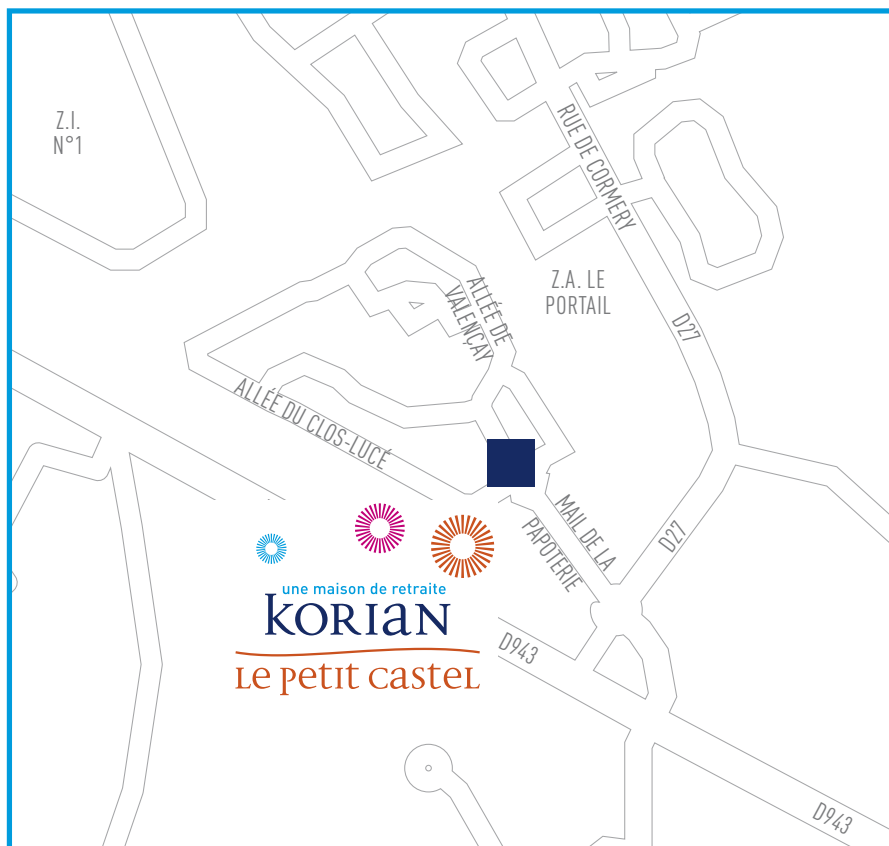 Z.I.
N°1
RUE DE CORMERY
Z.A. LE
PORTAIL
ALLÉE DE
VALENÇAY
D27
ALLÉE DU CLOS-LUCÉ
MAIL DE LA
PAPOTERIE
D27
une maison de retraite
KORIAN
Le petit castel
D943
D943